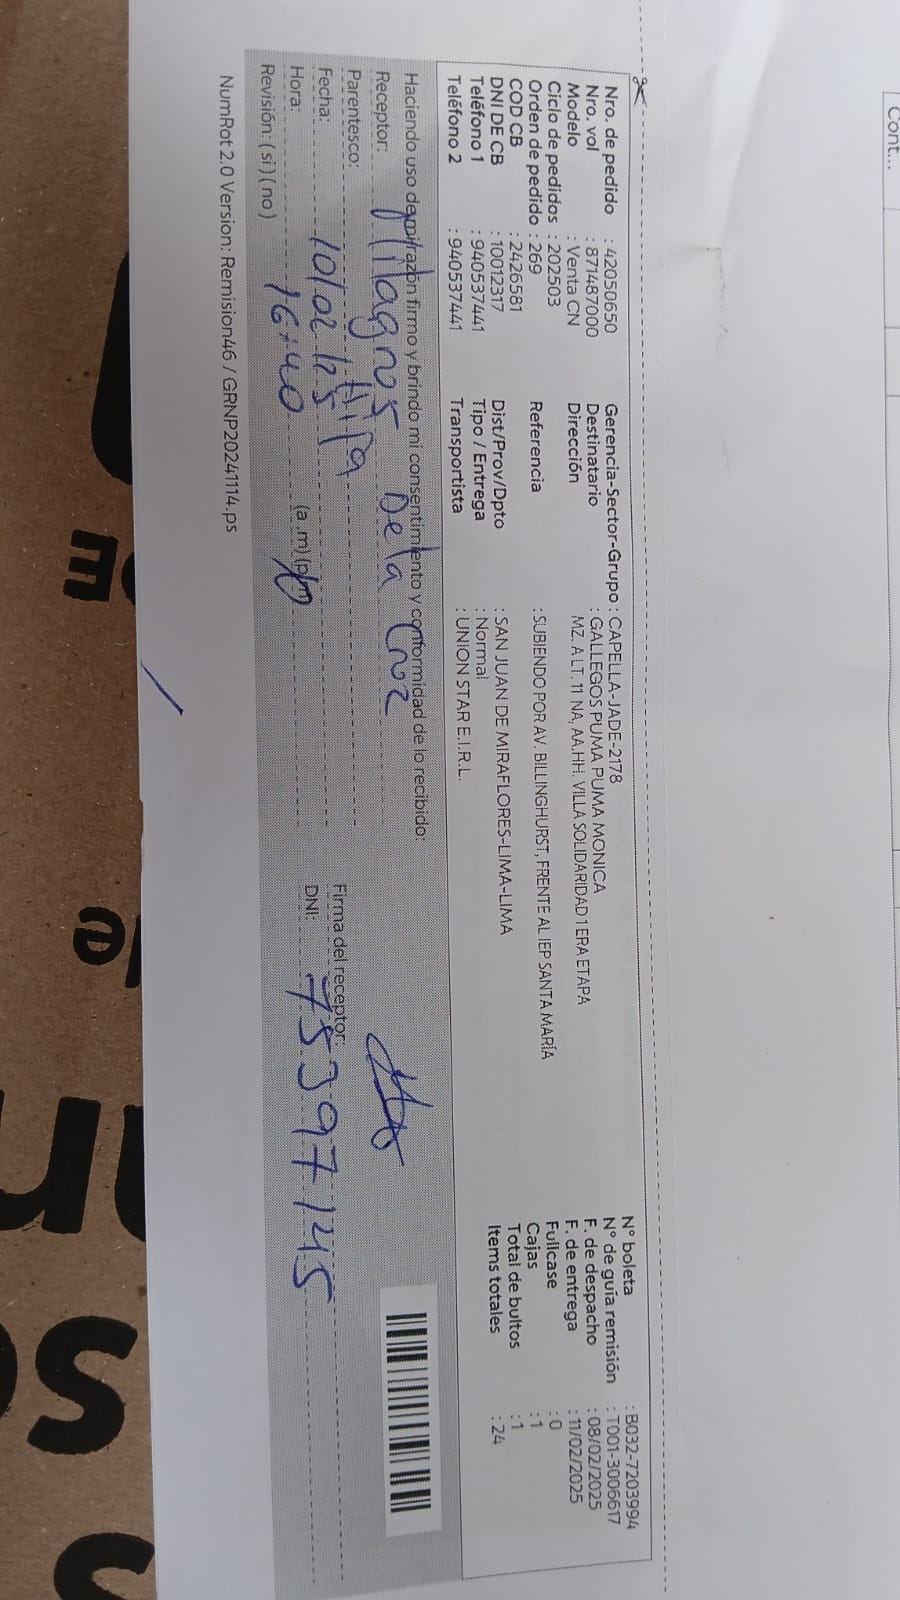 Cont...
Nro. de pedido : 42050650 Gerencia-Sector-Grupo : CAPELLA-JADE-2178 N° boleta : B032-7203994
Nro. vol : 871487000 Destinatario : GALLEGOS PUMA PUMA MONICA N° de guía remisión : T001-3006617
Modelo : Venta CN Dirección MZ. A LT. 11 NA, AA.HH. VILLA SOLIDARIDAD 1 ERA ETAPA F. de despacho : 08/02/2025
Ciclo de pedidos : 202503 F. de entrega : 11/02/2025
Orden de pedido : 269 Referencia : SUBIENDO POR AV. BILLINGHURST, FRENTE AL IEP SANTA MARÍA Fullcase : 0
COD CB : 2426581 Cajas : 1
DNI DE CB : 10012317 Dist/Prov/Dpto : SAN JUAN DE MIRAFLORES-LIMA-LIMA Total de bultos : 1
Teléfono 1 : 940537441 Tipo / Entrega : Normal Items totales : 24
Teléfono 2 : 940537441 Transportista : UNION STAR E.I.R.L.
Haciendo uso de mi razón firmo y brindo mi consentimiento y conformidad de lo recibido:
Receptor: Milagros De la Cruz
Parentesco: Hija
Firma del receptor:
Fecha: 10/02/25
DNI: 75397145
Hora: 16:40 (a .m) (p.m)
Revisión: ( si ) ( no )
NumRot 2.0 Version: Remision46 / GRNP20241114.ps